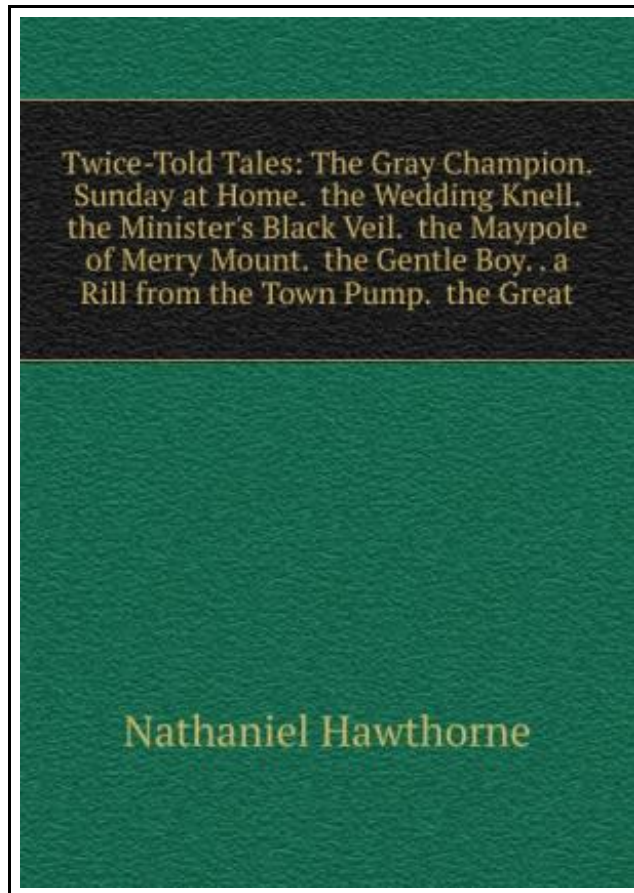 Twice-Told Tales: The Gray Champion.
Sunday at Home. the Wedding Knell.
the Minister's Black Veil. the Maypole
of Merry Mount. the Gentle Boy. . a
Rill from the Town Pump. the Great
Nathaniel Hawthorne